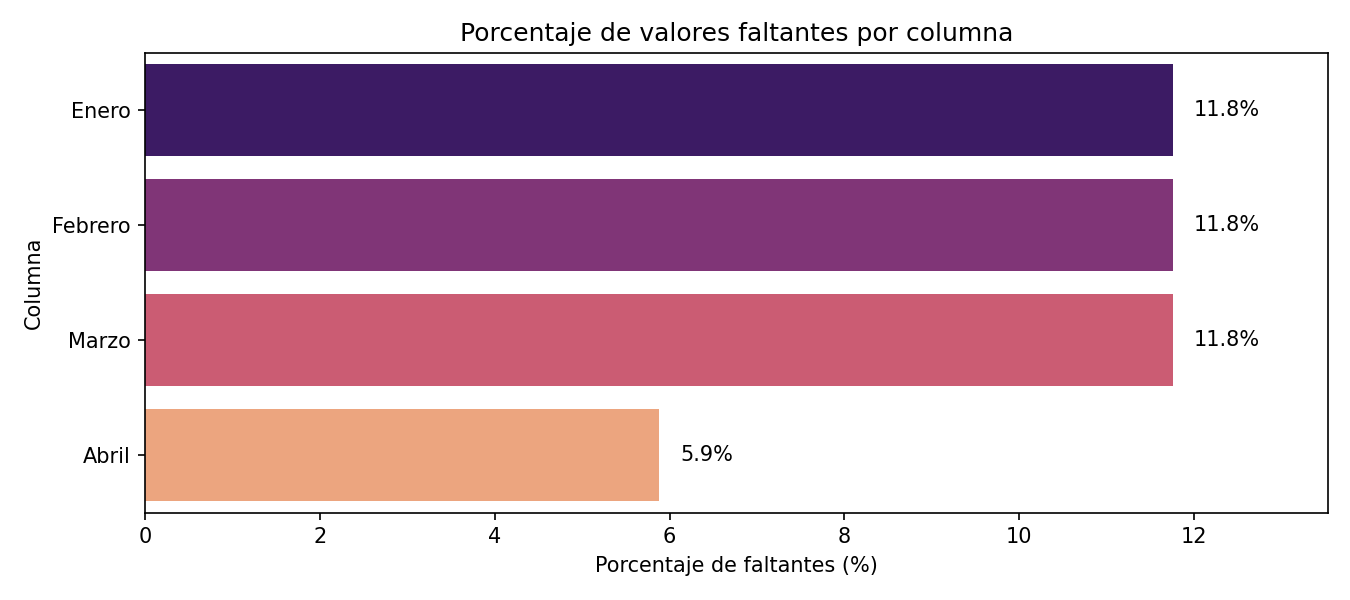 Porcentaje de valores faltantes por columna
Columna
Enero
11.8%
Febrero
11.8%
Marzo
11.8%
Abril
5.9%
0 2 4 6 8 10 12
Porcentaje de faltantes (%)